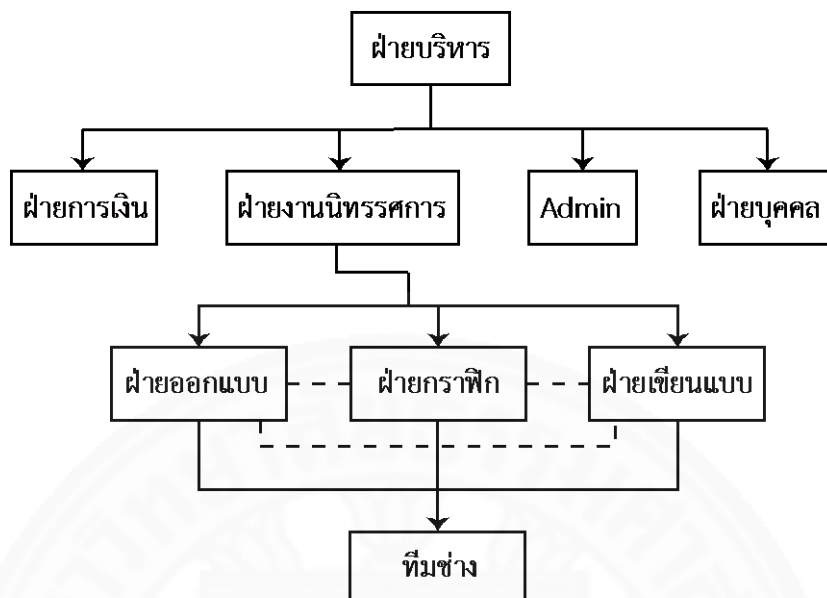 ฝ่ายบริหาร
ฝ่ายการเงิน
ฝ่ายงานนิทรรศการ
Admin
ฝ่ายบุคคล
ฝ่ายออกแบบ
ฝ่ายกราฟิก
ฝ่ายเขียนแบบ
ทีมช่าง